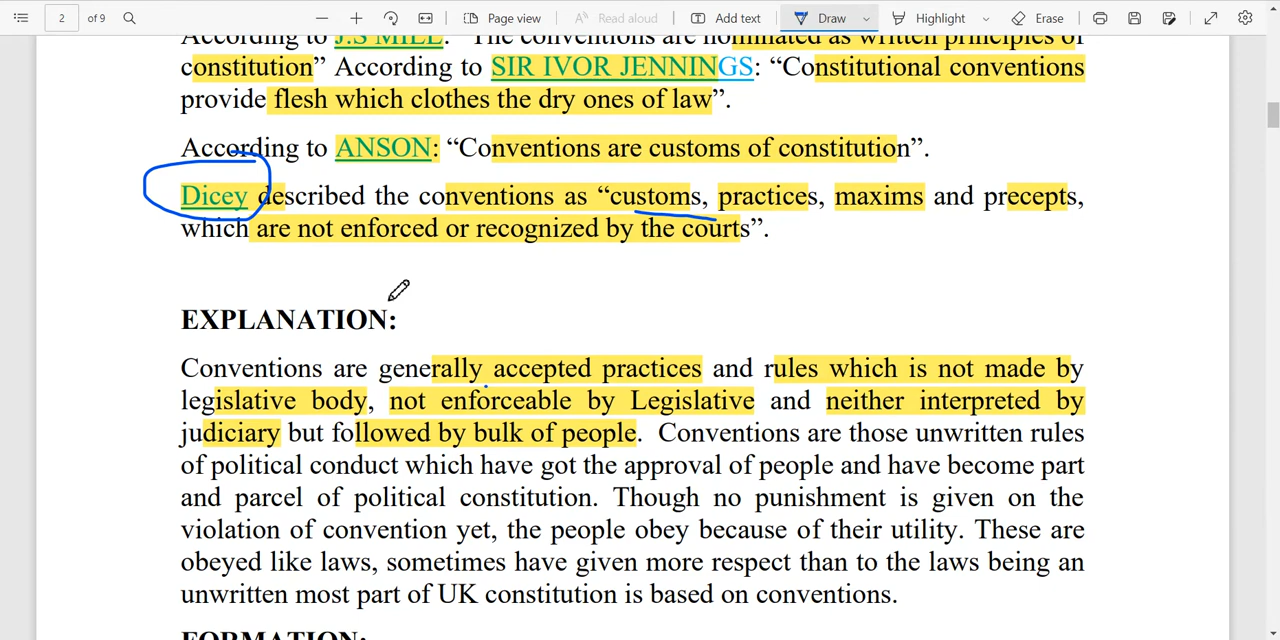 2 of 9 Page view Read aloud Add text Draw Highlight Erase
According to J.S MILL: “The conventions are nominated as written principles of
constitution” According to SIR IVOR JENNINGS: “Constitutional conventions
provide flesh which clothes the dry ones of law”.
According to ANSON: “Conventions are customs of constitution”.
Dicey described the conventions as “customs, practices, maxims and precepts,
which are not enforced or recognized by the courts”.
EXPLANATION:
Conventions are generally accepted practices and rules which is not made by
legislative body, not enforceable by Legislative and neither interpreted by
judiciary but followed by bulk of people. Conventions are those unwritten rules
of political conduct which have got the approval of people and have become part
and parcel of political constitution. Though no punishment is given on the
violation of convention yet, the people obey because of their utility. These are
obeyed like laws, sometimes have given more respect than to the laws being an
unwritten most part of UK constitution is based on conventions.
FORMATION: